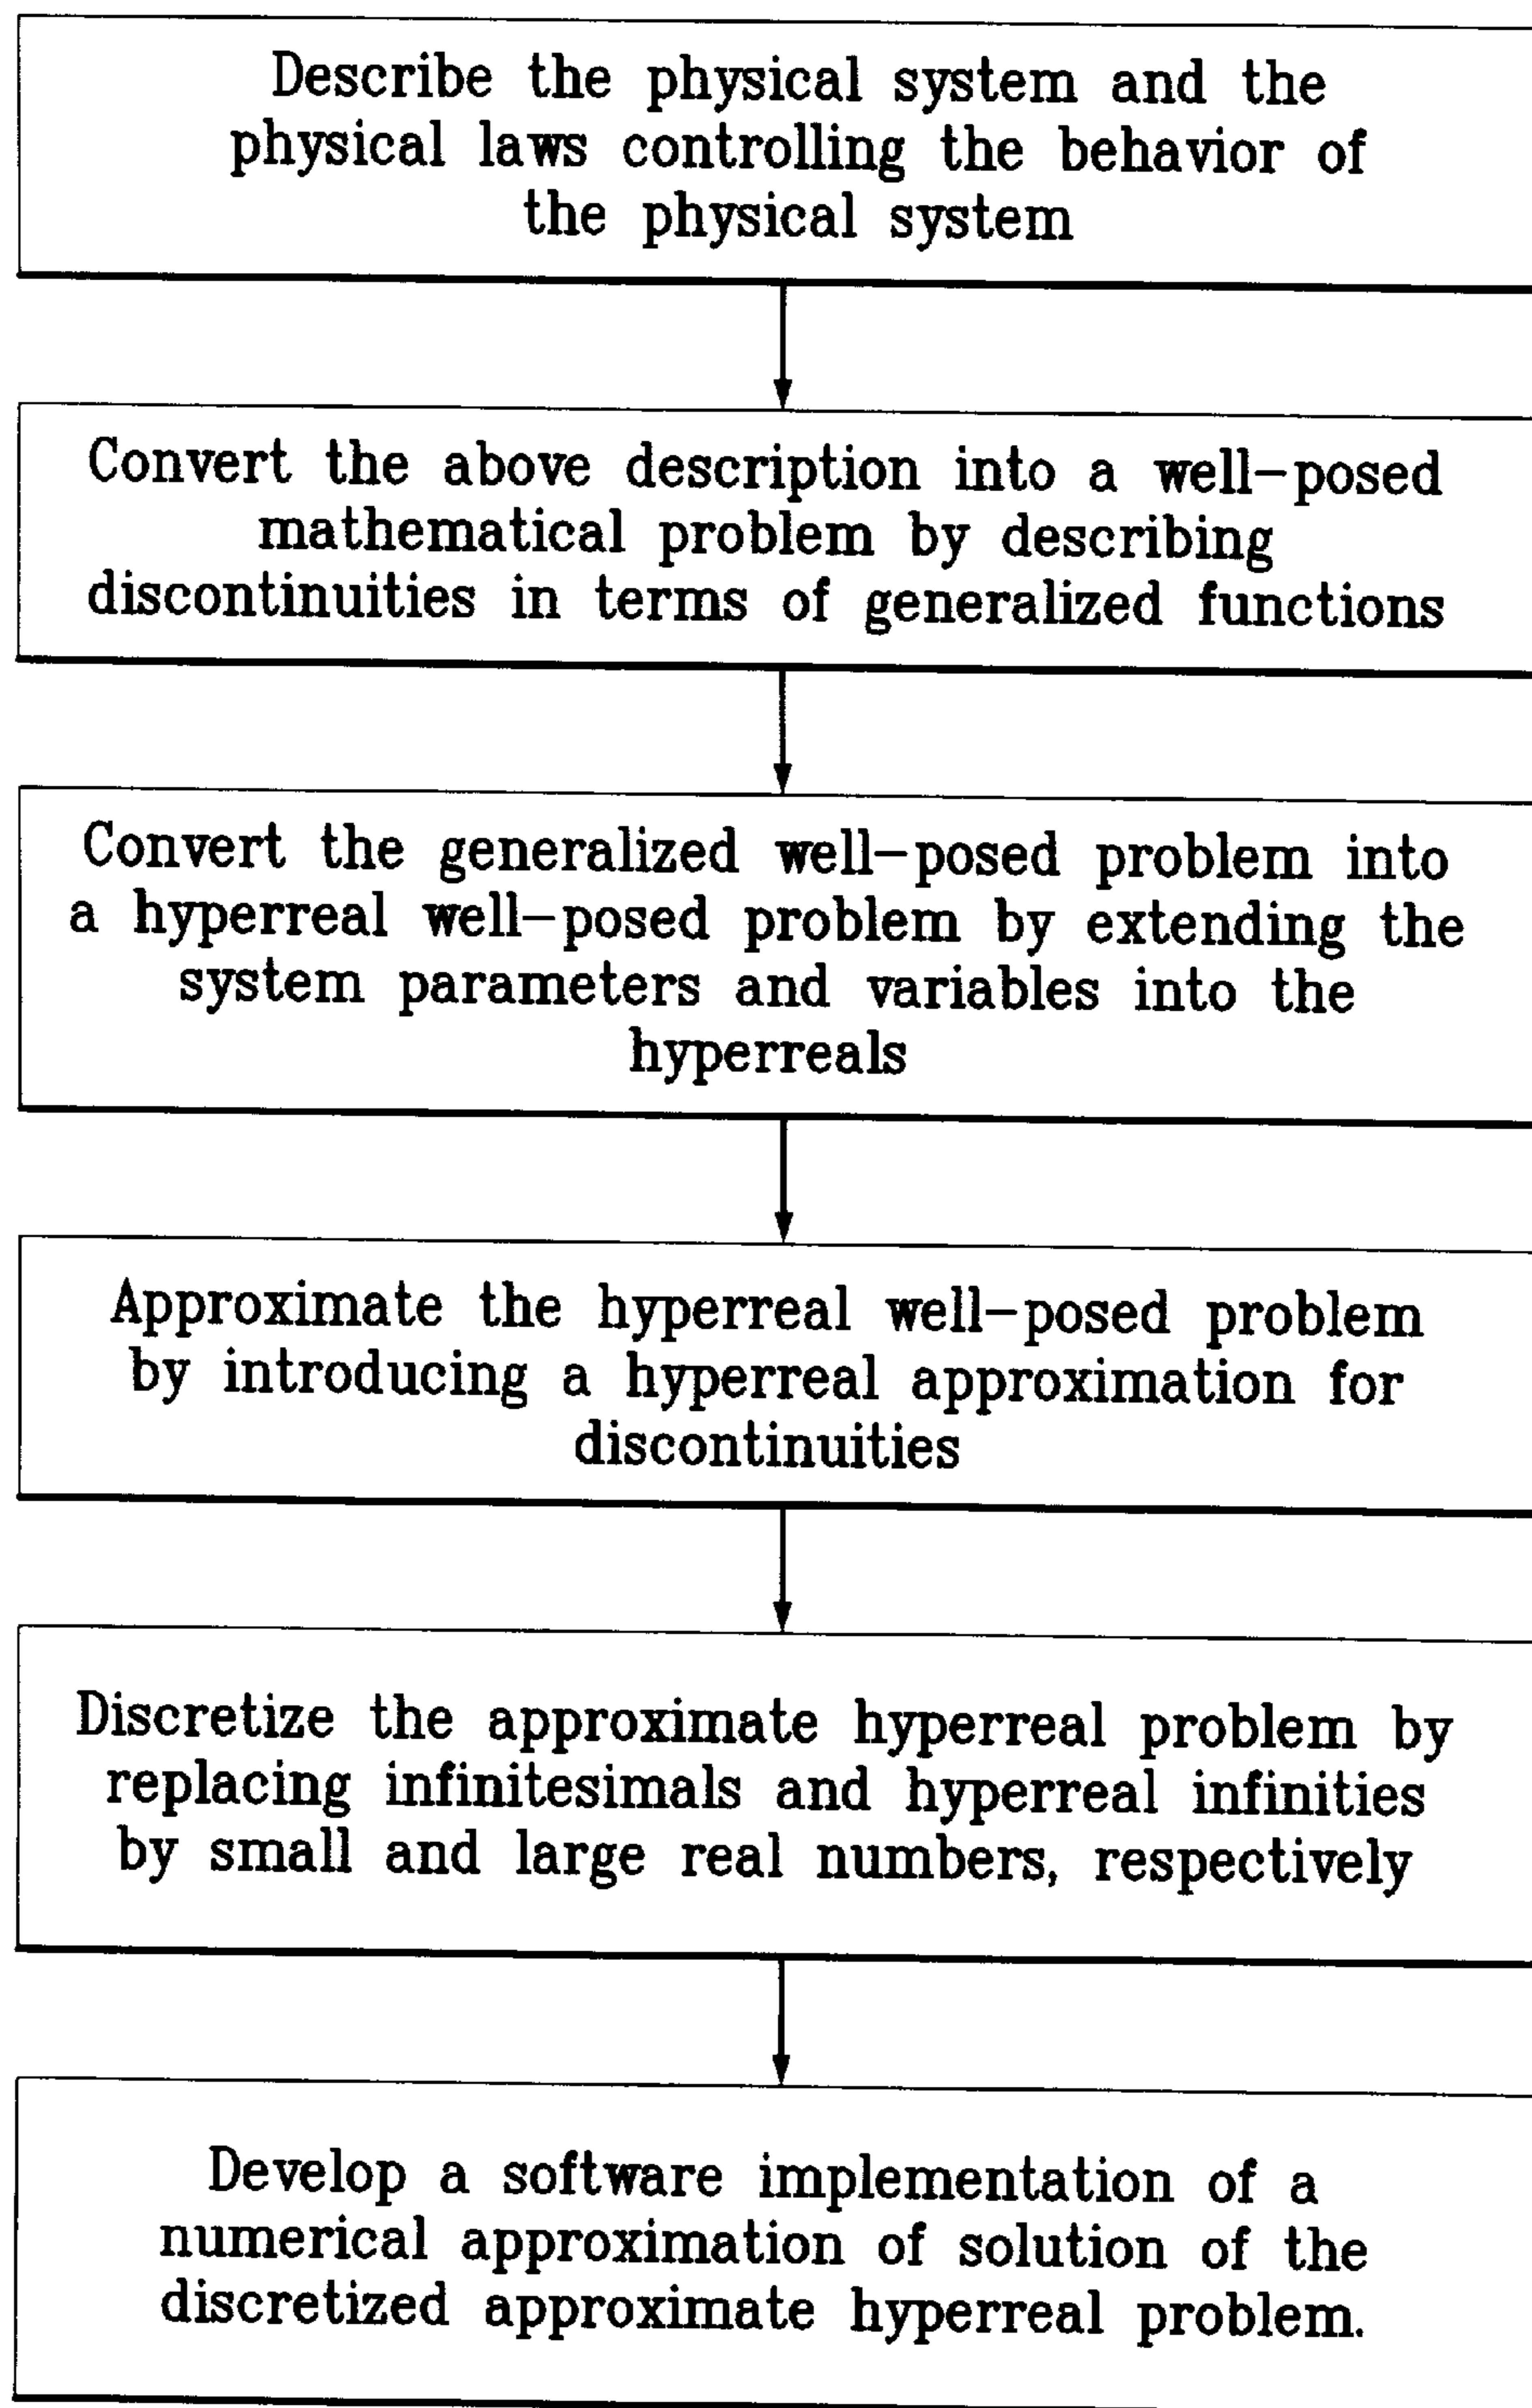 Describe the physical system and the
physical laws controlling the behavior of
the physical system
Convert the above description into a well-posed
mathematical problem by describing
discontinuities in terms of generalized functions
Convert the generalized well-posed problem into
a hyperreal well-posed problem by extending the
system parameters and variables into the
hyperreals
Approximate the hyperreal well-posed problem
by introducing a hyperreal approximation for
discontinuities
Discretize the approximate hyperreal problem by
replacing infinitesimals and hyperreal infinities
by small and large real numbers, respectively
Develop a software implementation of a
numerical approximation of solution of the
discretized approximate hyperreal problem.